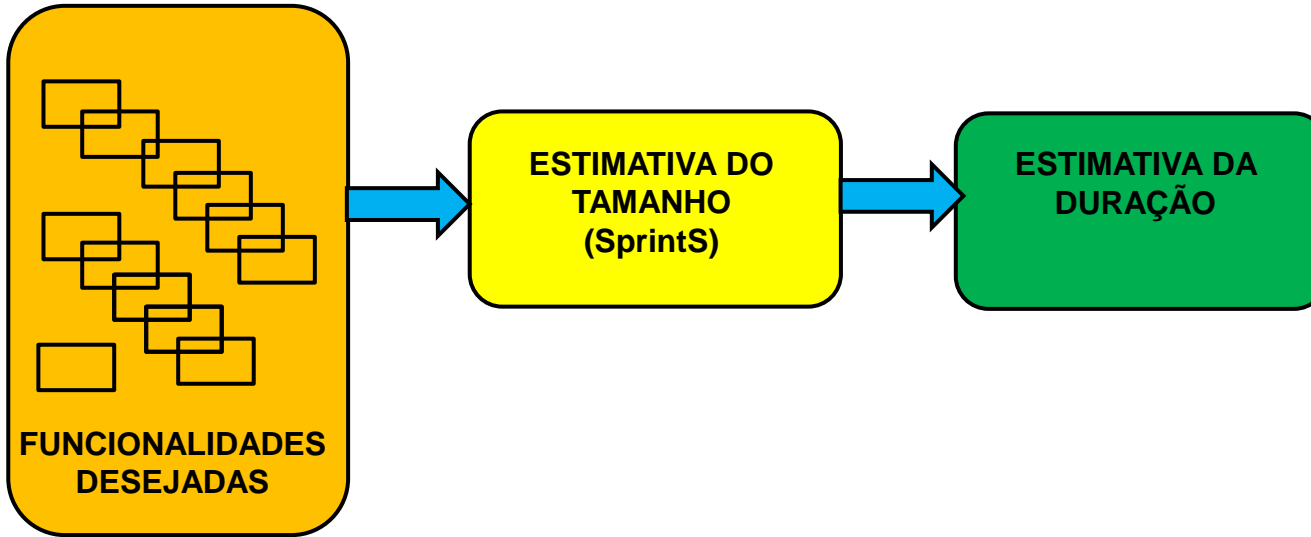 FUNCIONALIDADES
DESEJADAS
ESTIMATIVA DO
TAMANHO
(SprintS)
ESTIMATIVA DA
DURAÇÃO